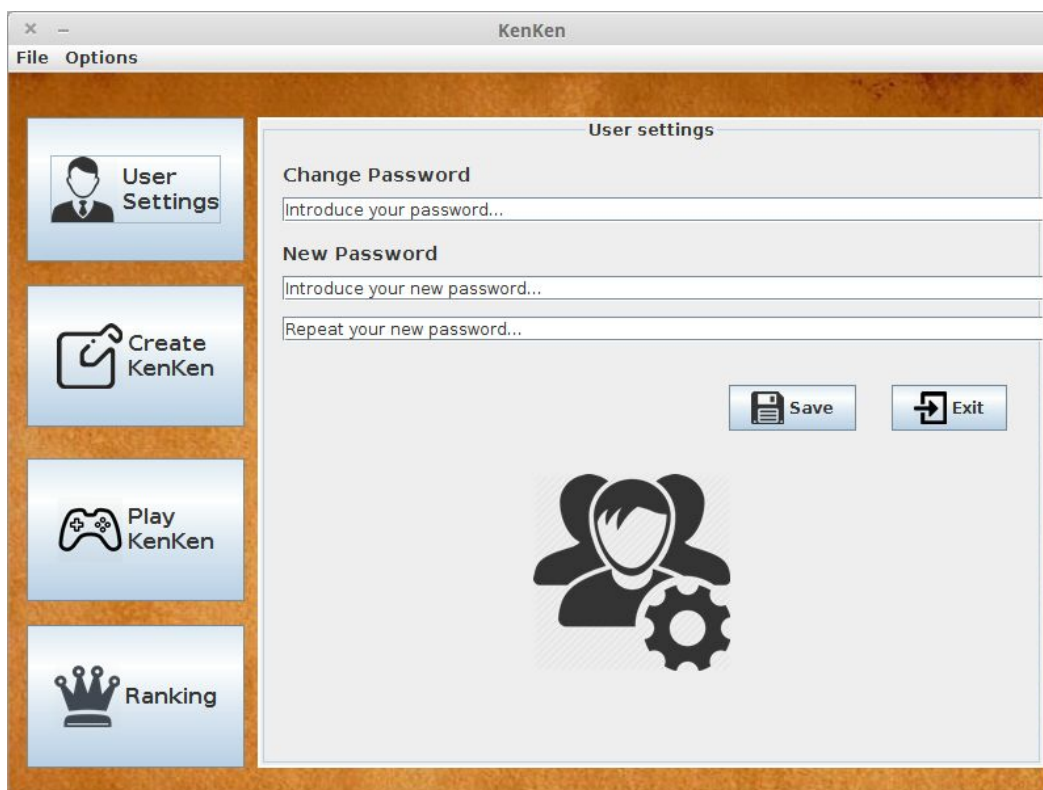 KenKen
File Options
User settings
User
Settings
Change Password
Introduce your password...
New Password
Introduce your new password...
Repeat your new password...
Create
KenKen
Save
Exit
Play
KenKen
Ranking